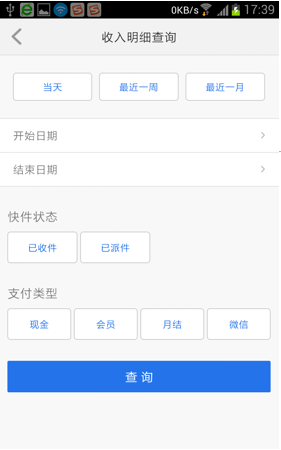 0KB/s 17:39
收入明细查询
当天 最近一周 最近一月
开始日期
结束日期
快件状态
已收件 已派件
支付类型
现金 会员 月结 微信
查 询